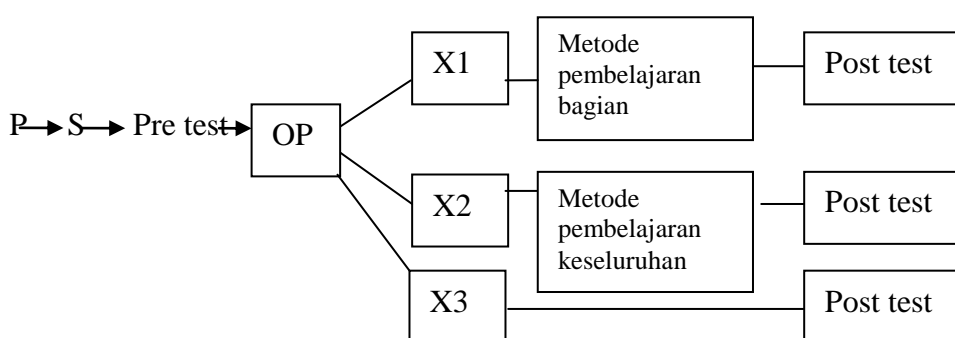 P S Pre test OP
X1 Metode pembelajaran bagian Post test
X2 Metode pembelajaran keseluruhan Post test
X3 Post test